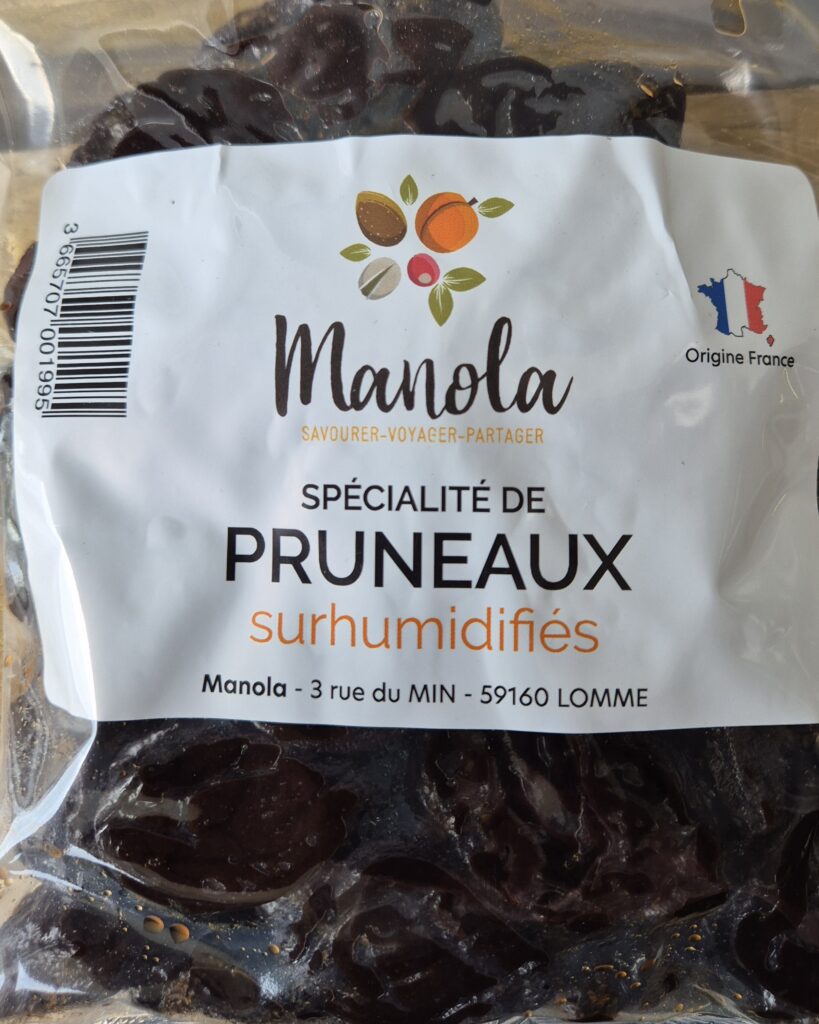 3 665707 001995
Manola
SAVOURER-VOYAGER-PARTAGER
Origine France
SPÉCIALITÉ DE
PRUNEAUX
surhumidifiés
Manola - 3 rue du MIN - 59160 LOMME